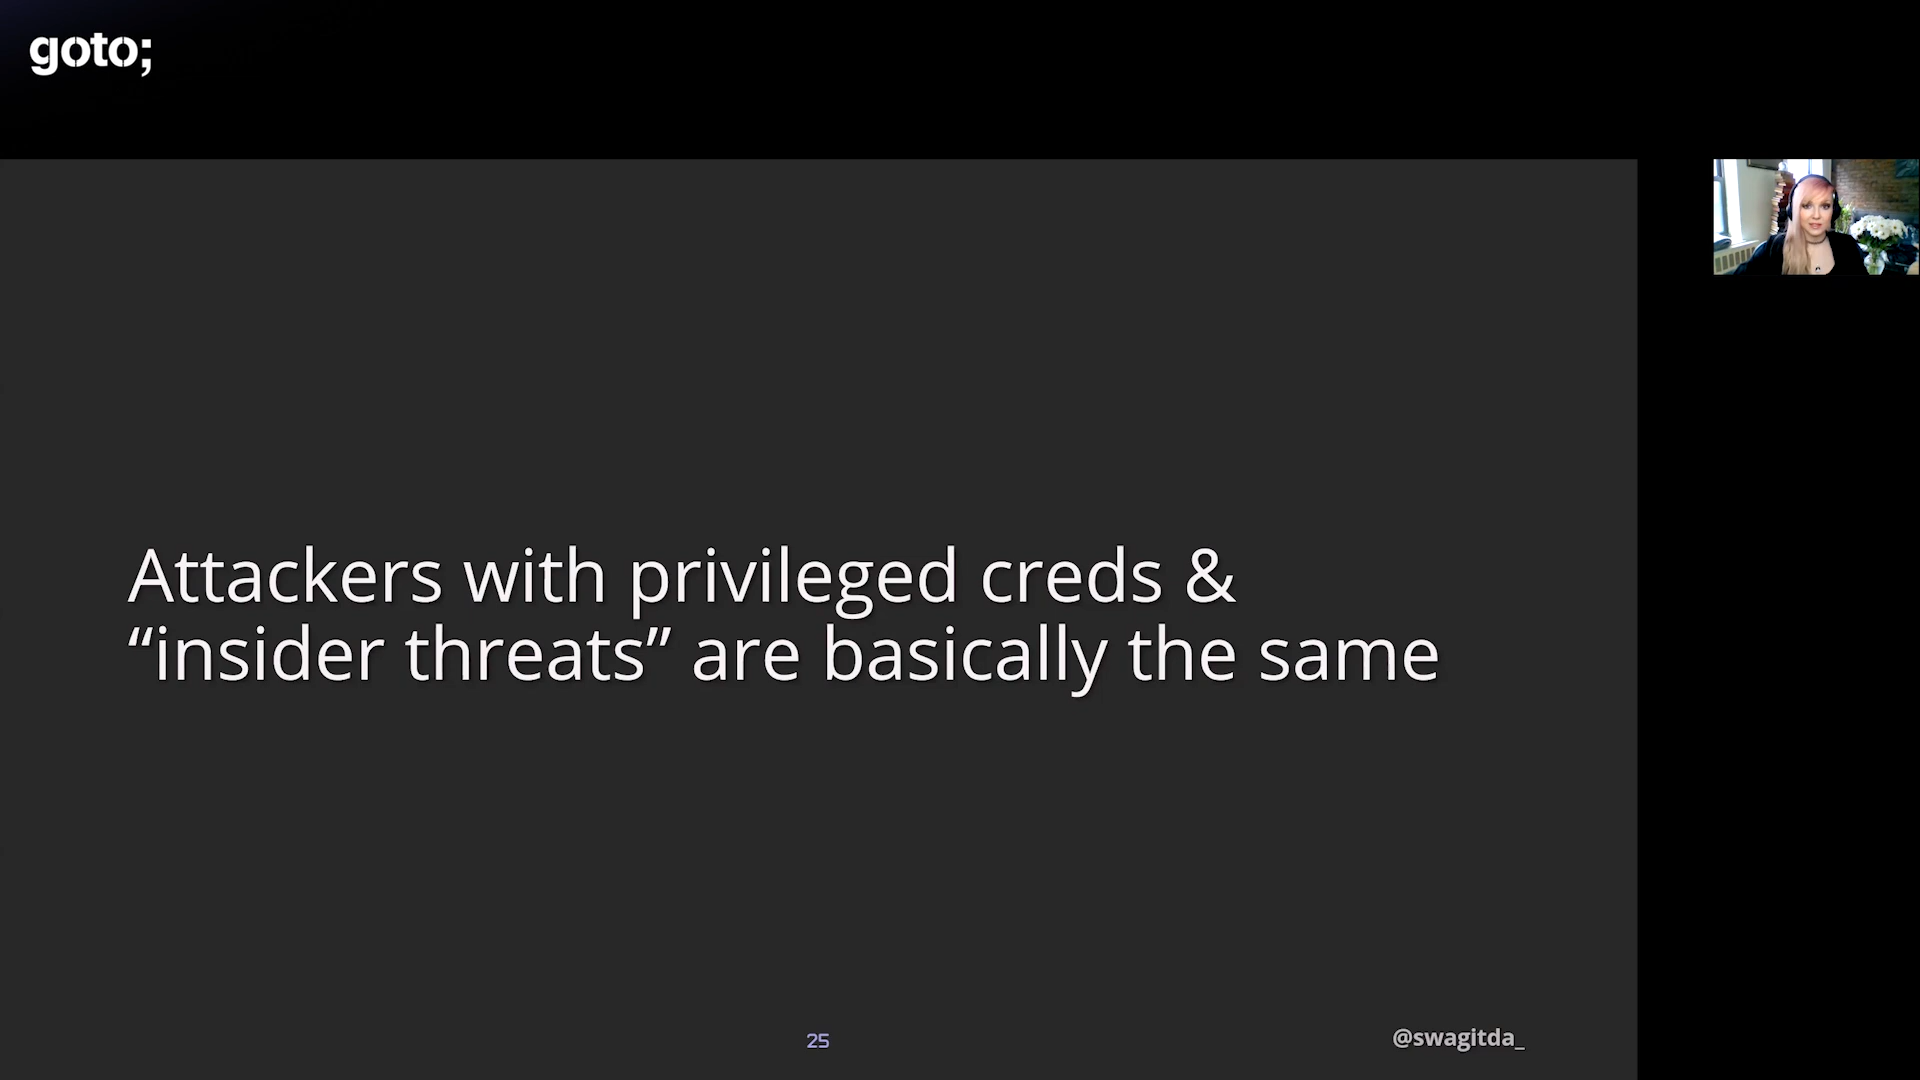 goto;
Attackers with privileged creds &
“insider threats” are basically the same
25
@swagitda_